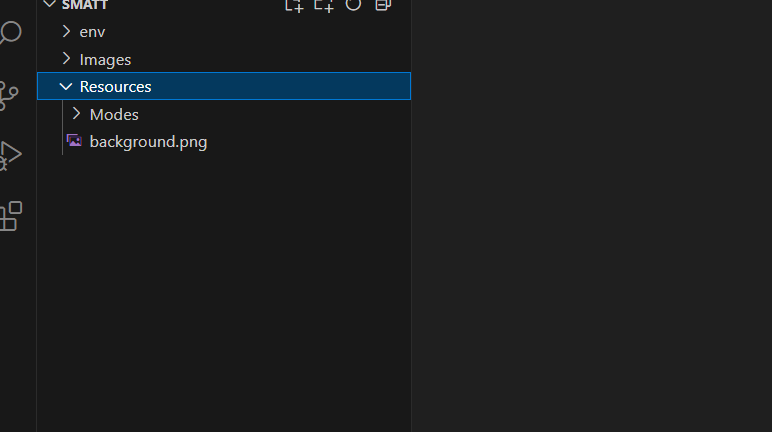 SMATT
env
Images
Resources
Modes
background.png